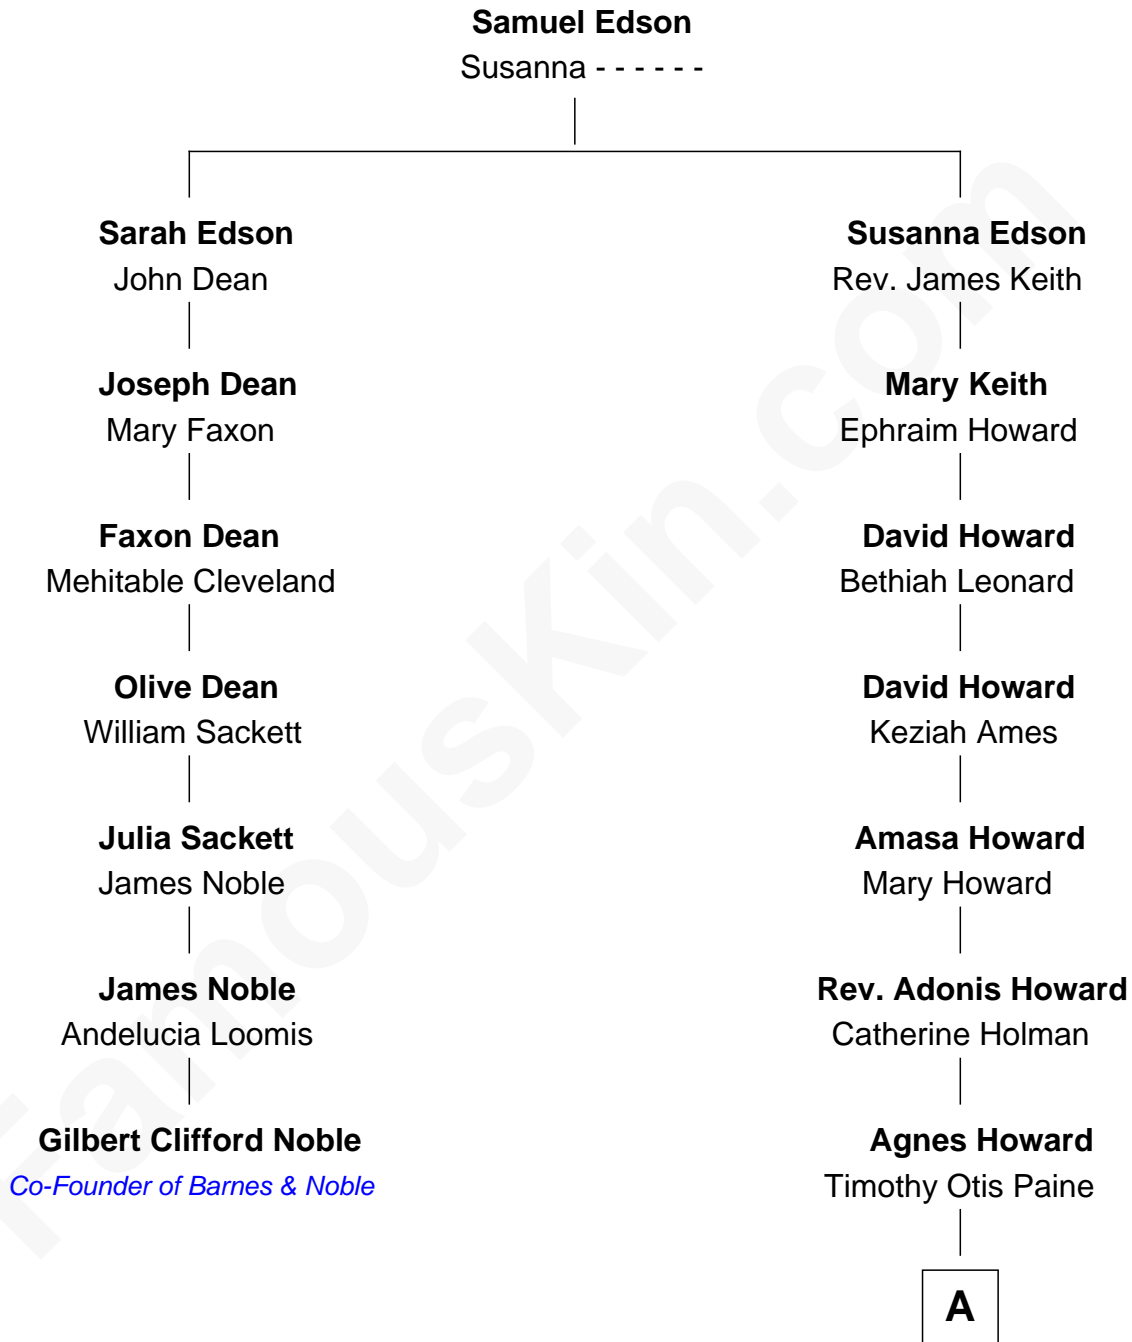 Samuel Edson
Susanna - - - - - -
Sarah Edson
John Dean
Susanna Edson
Rev. James Keith
Joseph Dean
Mary Faxon
Mary Keith
Ephraim Howard
Faxon Dean
Mehitable Cleveland
David Howard
Bethiah Leonard
Olive Dean
William Sackett
David Howard
Keziah Ames
Julia Sackett
James Noble
Amasa Howard
Mary Howard
James Noble
Andelucia Loomis
Rev. Adonis Howard
Catherine Holman
Gilbert Clifford Noble
Co-Founder of Barnes & Noble
Agnes Howard
Timothy Otis Paine
A
FamousKin.com